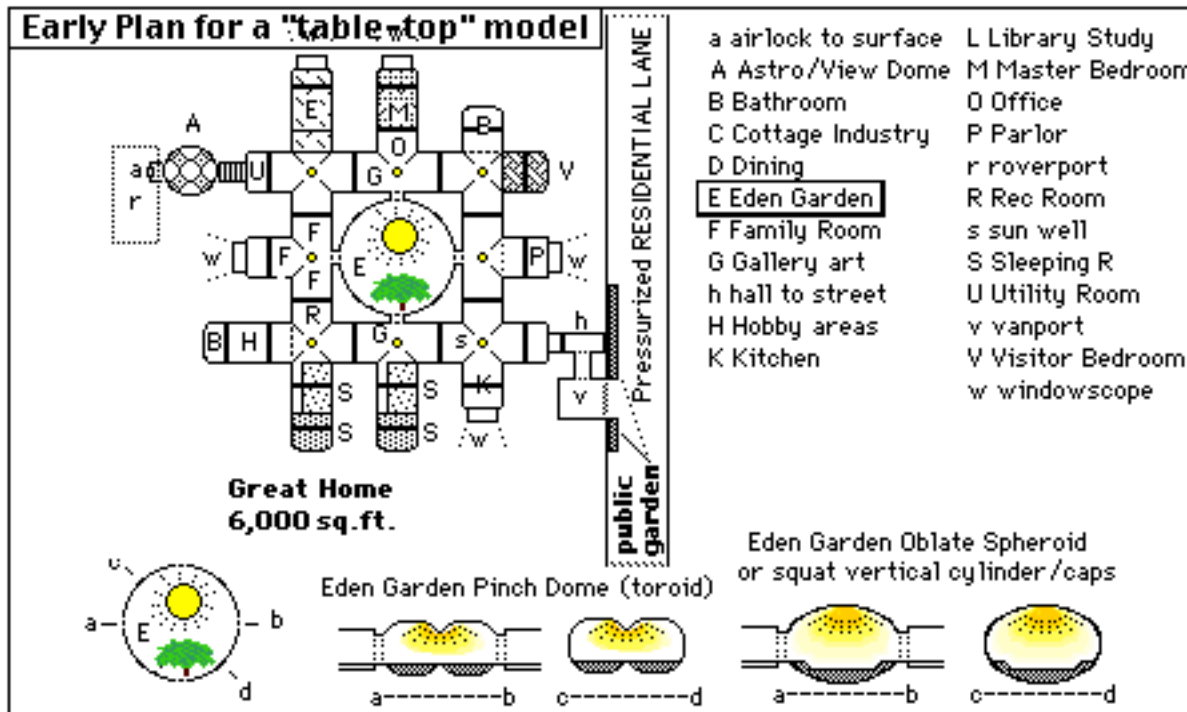 Early Plan for a "table-top" model
w w
E M B
A O
a U G V
r
F
w F E P w
F
R h
B H G s
S S K v
S S w
Great Home
6,000 sq.ft.
Pressurized RESIDENTIAL LANE
public
garden
a airlock to surface
A Astro/View Dome
B Bathroom
C Cottage Industry
D Dining
E Eden Garden
F Family Room
G Gallery art
h hall to street
H Hobby areas
K Kitchen
L Library Study
M Master Bedroom
O Office
P Parlor
r roverport
R Rec Room
s sun well
S Sleeping R
U Utility Room
v vanport
V Visitor Bedroom
w windowscope
c
a E b
d
Eden Garden Pinch Dome (toroid)
a----------b c----------d
Eden Garden Oblate Spheroid
or squat vertical cylinder/caps
a----------b c----------d